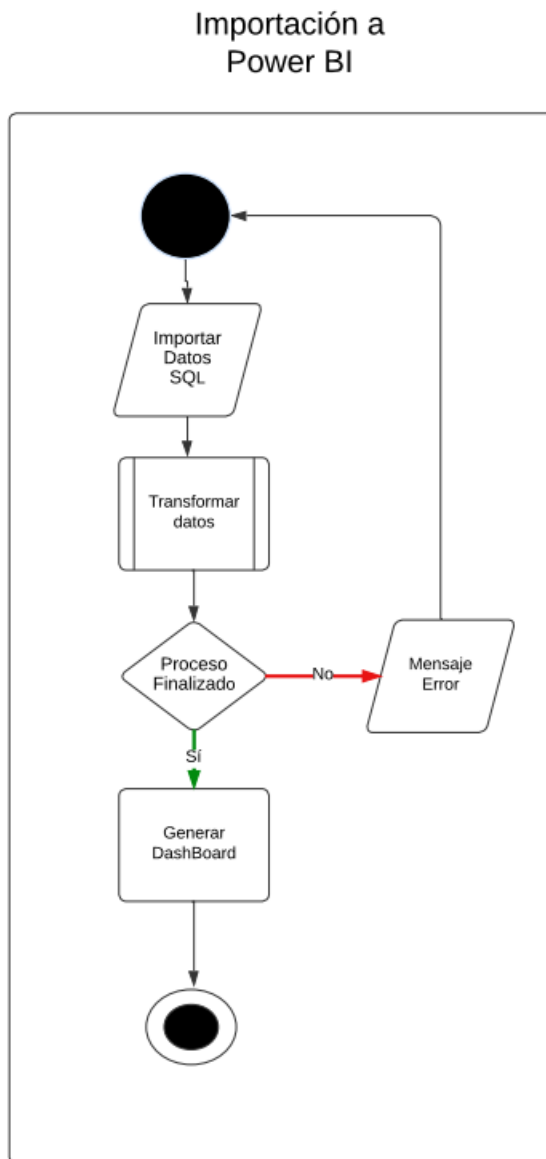 Importación a
Power BI
Importar
Datos
SQL
Transformar
datos
Proceso
Finalizado
No
Mensaje
Error
Sí
Generar
DashBoard